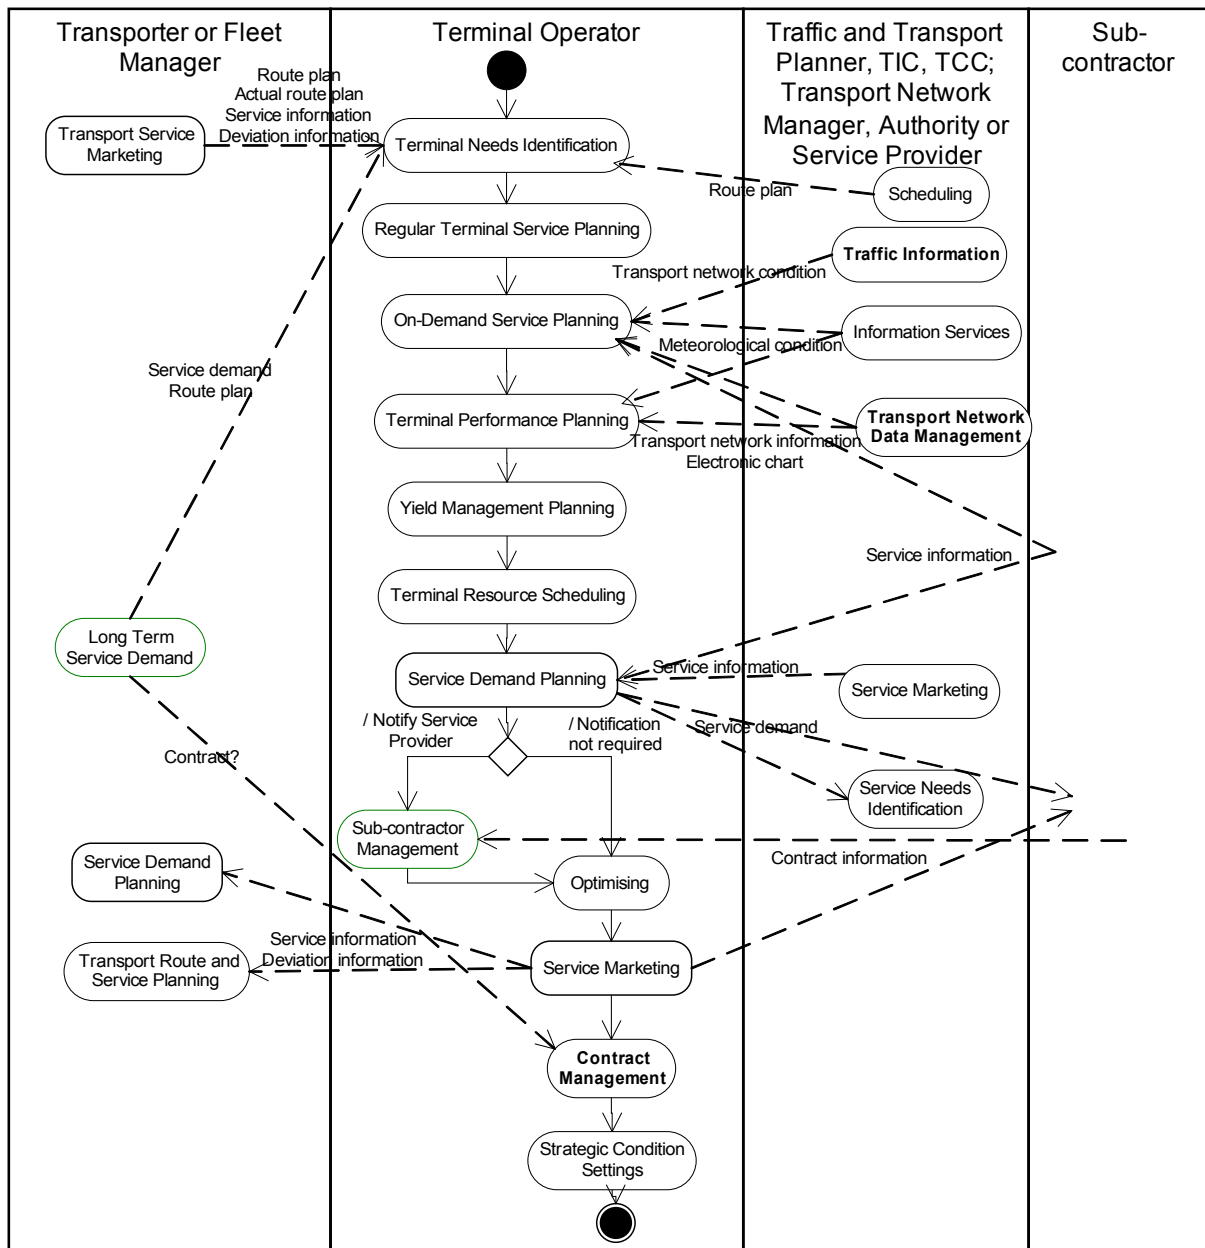 Transporter or Fleet
Manager
Terminal Operator
Traffic and Transport
Planner, TIC, TCC;
Transport Network
Manager, Authority or
Service Provider
Sub-
contractor
Route plan
Actual route plan
Service information
Deviation information
Transport Service
Marketing
Terminal Needs Identification
Route plan
Scheduling
Regular Terminal Service Planning
Traffic Information
Transport network condition
On-Demand Service Planning
Information Services
Meteorological condition
Service demand
Route plan
Terminal Performance Planning
Transport Network
Data Management
Transport network information
Electronic chart
Yield Management Planning
Service information
Terminal Resource Scheduling
Long Term
Service Demand
Service Demand Planning
Service information
Service Marketing
/ Notify Service
Provider
/ Notification
not required
Service demand
Contract?
Service Needs
Identification
Sub-contractor
Management
Contract information
Service Demand
Planning
Optimising
Service information
Deviation information
Transport Route and
Service Planning
Service Marketing
Contract
Management
Strategic Condition
Settings